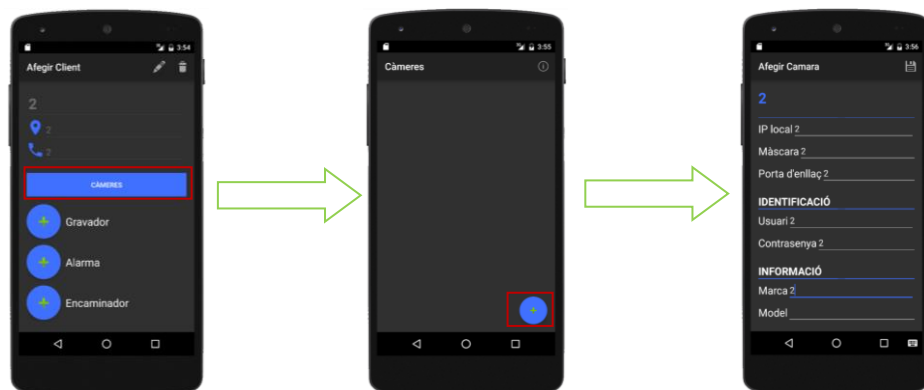 3:54
Afegir Client
2
2
2
CÀMERES
Gravador
Alarma
Encaminador
3:55
Càmeres
3:56
Afegir Camara
2
IP local 2
Màscara 2
Porta d'enllaç 2
IDENTIFICACIÓ
Usuari 2
Contrasenya 2
INFORMACIÓ
Marca 2
Model